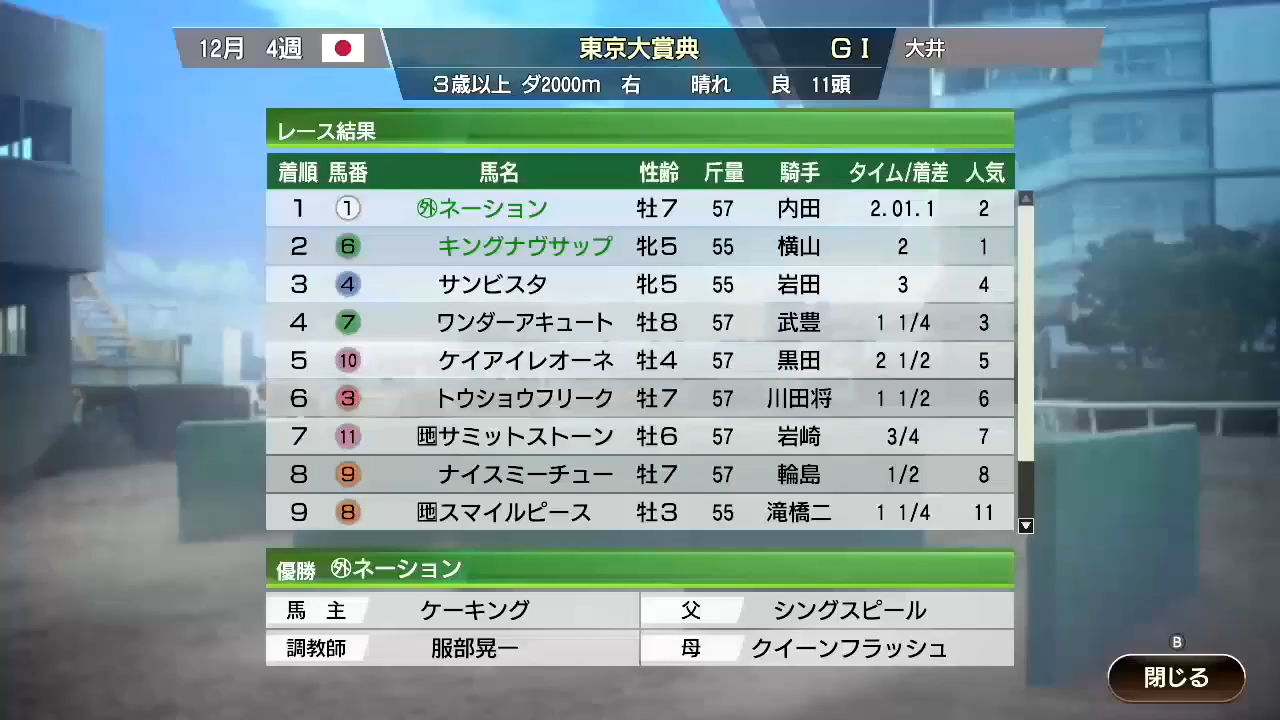 12月 4週 東京大賞典 GⅠ 大井
3歳以上 ダ2000m 右 晴れ 良 11頭
レース結果
着順 馬番 馬名 性齢 斤量 騎手 タイム/着差 人気
1 1 外ネーション 牡7 57 内田 2.01.1 2
2 6 キングナヴサップ 牝5 55 横山 2 1
3 4 サンビスタ 牝5 55 岩田 3 4
4 7 ワンダーアキュート 牡8 57 武豊 1 1/4 3
5 10 ケイアイレオーネ 牡4 57 黒田 2 1/2 5
6 3 トウショウフリーク 牡7 57 川田将 1 1/2 6
7 11 地サミットストーン 牡6 57 岩崎 3/4 7
8 9 ナイスミーチュー 牡7 57 輪島 1/2 8
9 8 地スマイルピース 牡3 55 滝橋二 1 1/4 11
優勝 外ネーション
馬主 ケーキング 父 シングスピール
調教師 服部晃一 母 クイーンフラッシュ
B
閉じる